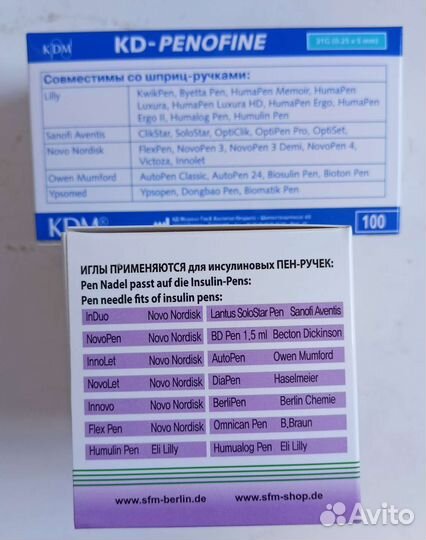 KDM
KD-PENOFINE
31G (0.25 x 5 mm)
Совместимы со шприц-ручками:
Lilly KwikPen, Byetta Pen, HumaPen Memoir, HumaPen
Luxura, HumaPen Luxura HD, HumaPen Ergo, HumaPen
Ergo II, Humalog Pen, Humulin Pen
Sanofi Aventis ClikStar, SoloStar, OptiClik, OptiPen Pro, OptiSet,
Novo Nordisk FlexPen, NovoPen 3, NovoPen 3 Demi, NovoPen 4,
Victoza, Innolet
Owen Mumford AutoPen Classic, AutoPen 24, Biosulin Pen, Bioton Pen
Ypsomed Ypsopen, Dongbao Pen, Biomatik Pen
KDM®
100
ИГЛЫ ПРИМЕНЯЮТСЯ для инсулиновых ПЕН-РУЧЕК:
Pen Nadel passt auf die Insulin-Pens:
Pen needle fits of insulin pens:
InDuo Novo Nordisk Lantus SoloStar Pen Sanofi Aventis
NovoPen Novo Nordisk BD Pen 1,5 ml Becton Dickinson
InnoLet Novo Nordisk AutoPen Owen Mumford
NovoLet Novo Nordisk DiaPen Haselmeier
Innovo Novo Nordisk BerliPen Berlin Chemie
Flex Pen Novo Nordisk Omnican Pen B,Braun
Humulin Pen Eli Lilly Humualog Pen Eli Lilly
www.sfm-berlin.de www.sfm-shop.de
Avito